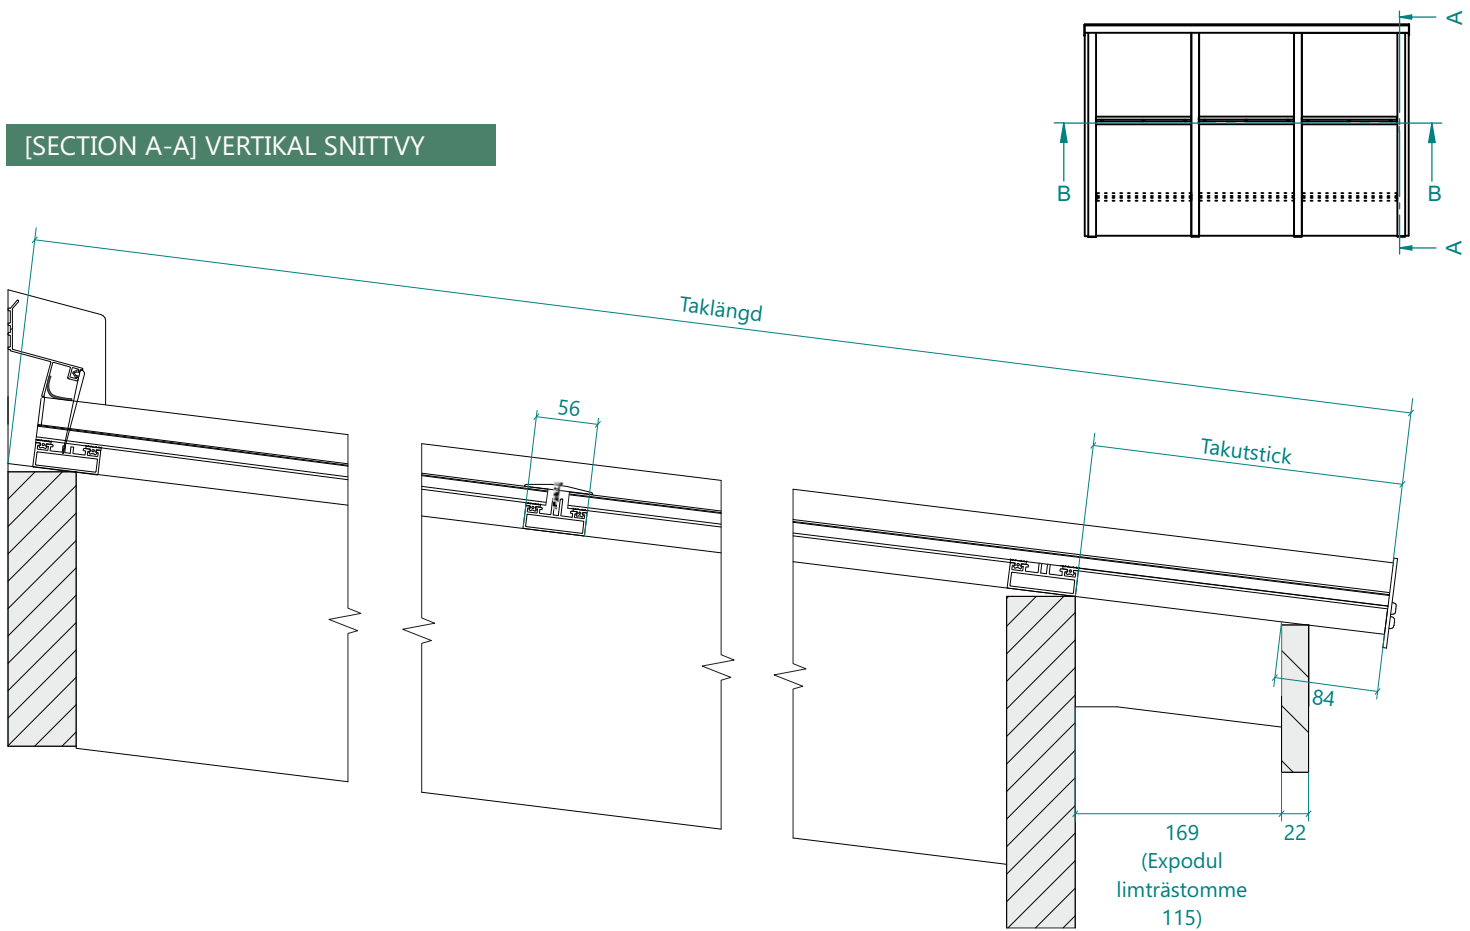 A
[SECTION A-A] VERTIKAL SNITTVY
B
B
A
Taklängd
56
Takutstick
84
169
(Expodul
limträstomme
115)
22